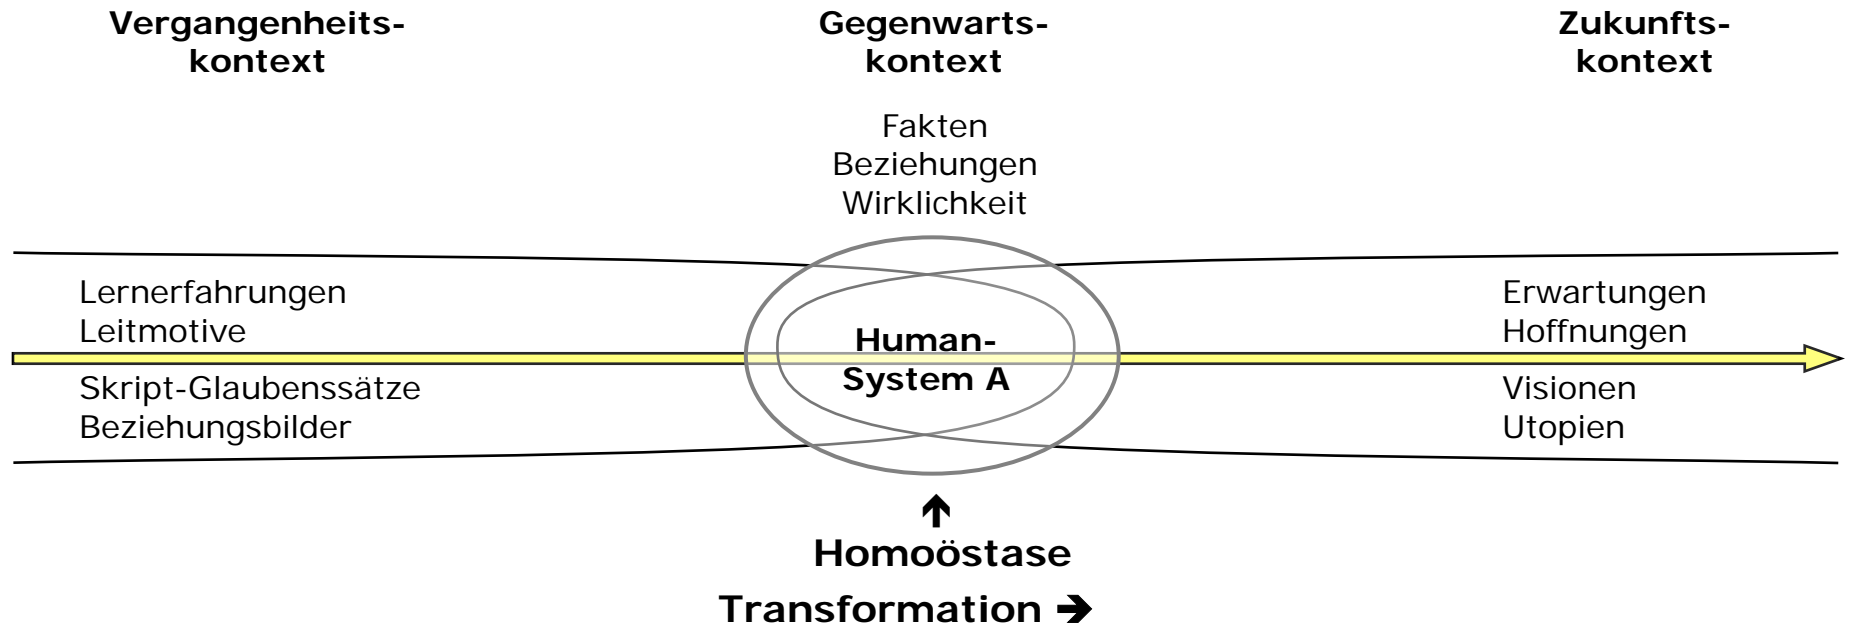 Vergangenheits-
kontext
Gegenwarts-
kontext
Zukunfts-
kontext
Fakten
Beziehungen
Wirklichkeit
Lernerfahrungen
Leitmotive
Skript-Glaubenssätze
Beziehungsbilder
Human-
System A
Erwartungen
Hoffnungen
Visionen
Utopien
Homoöstase
Transformation →